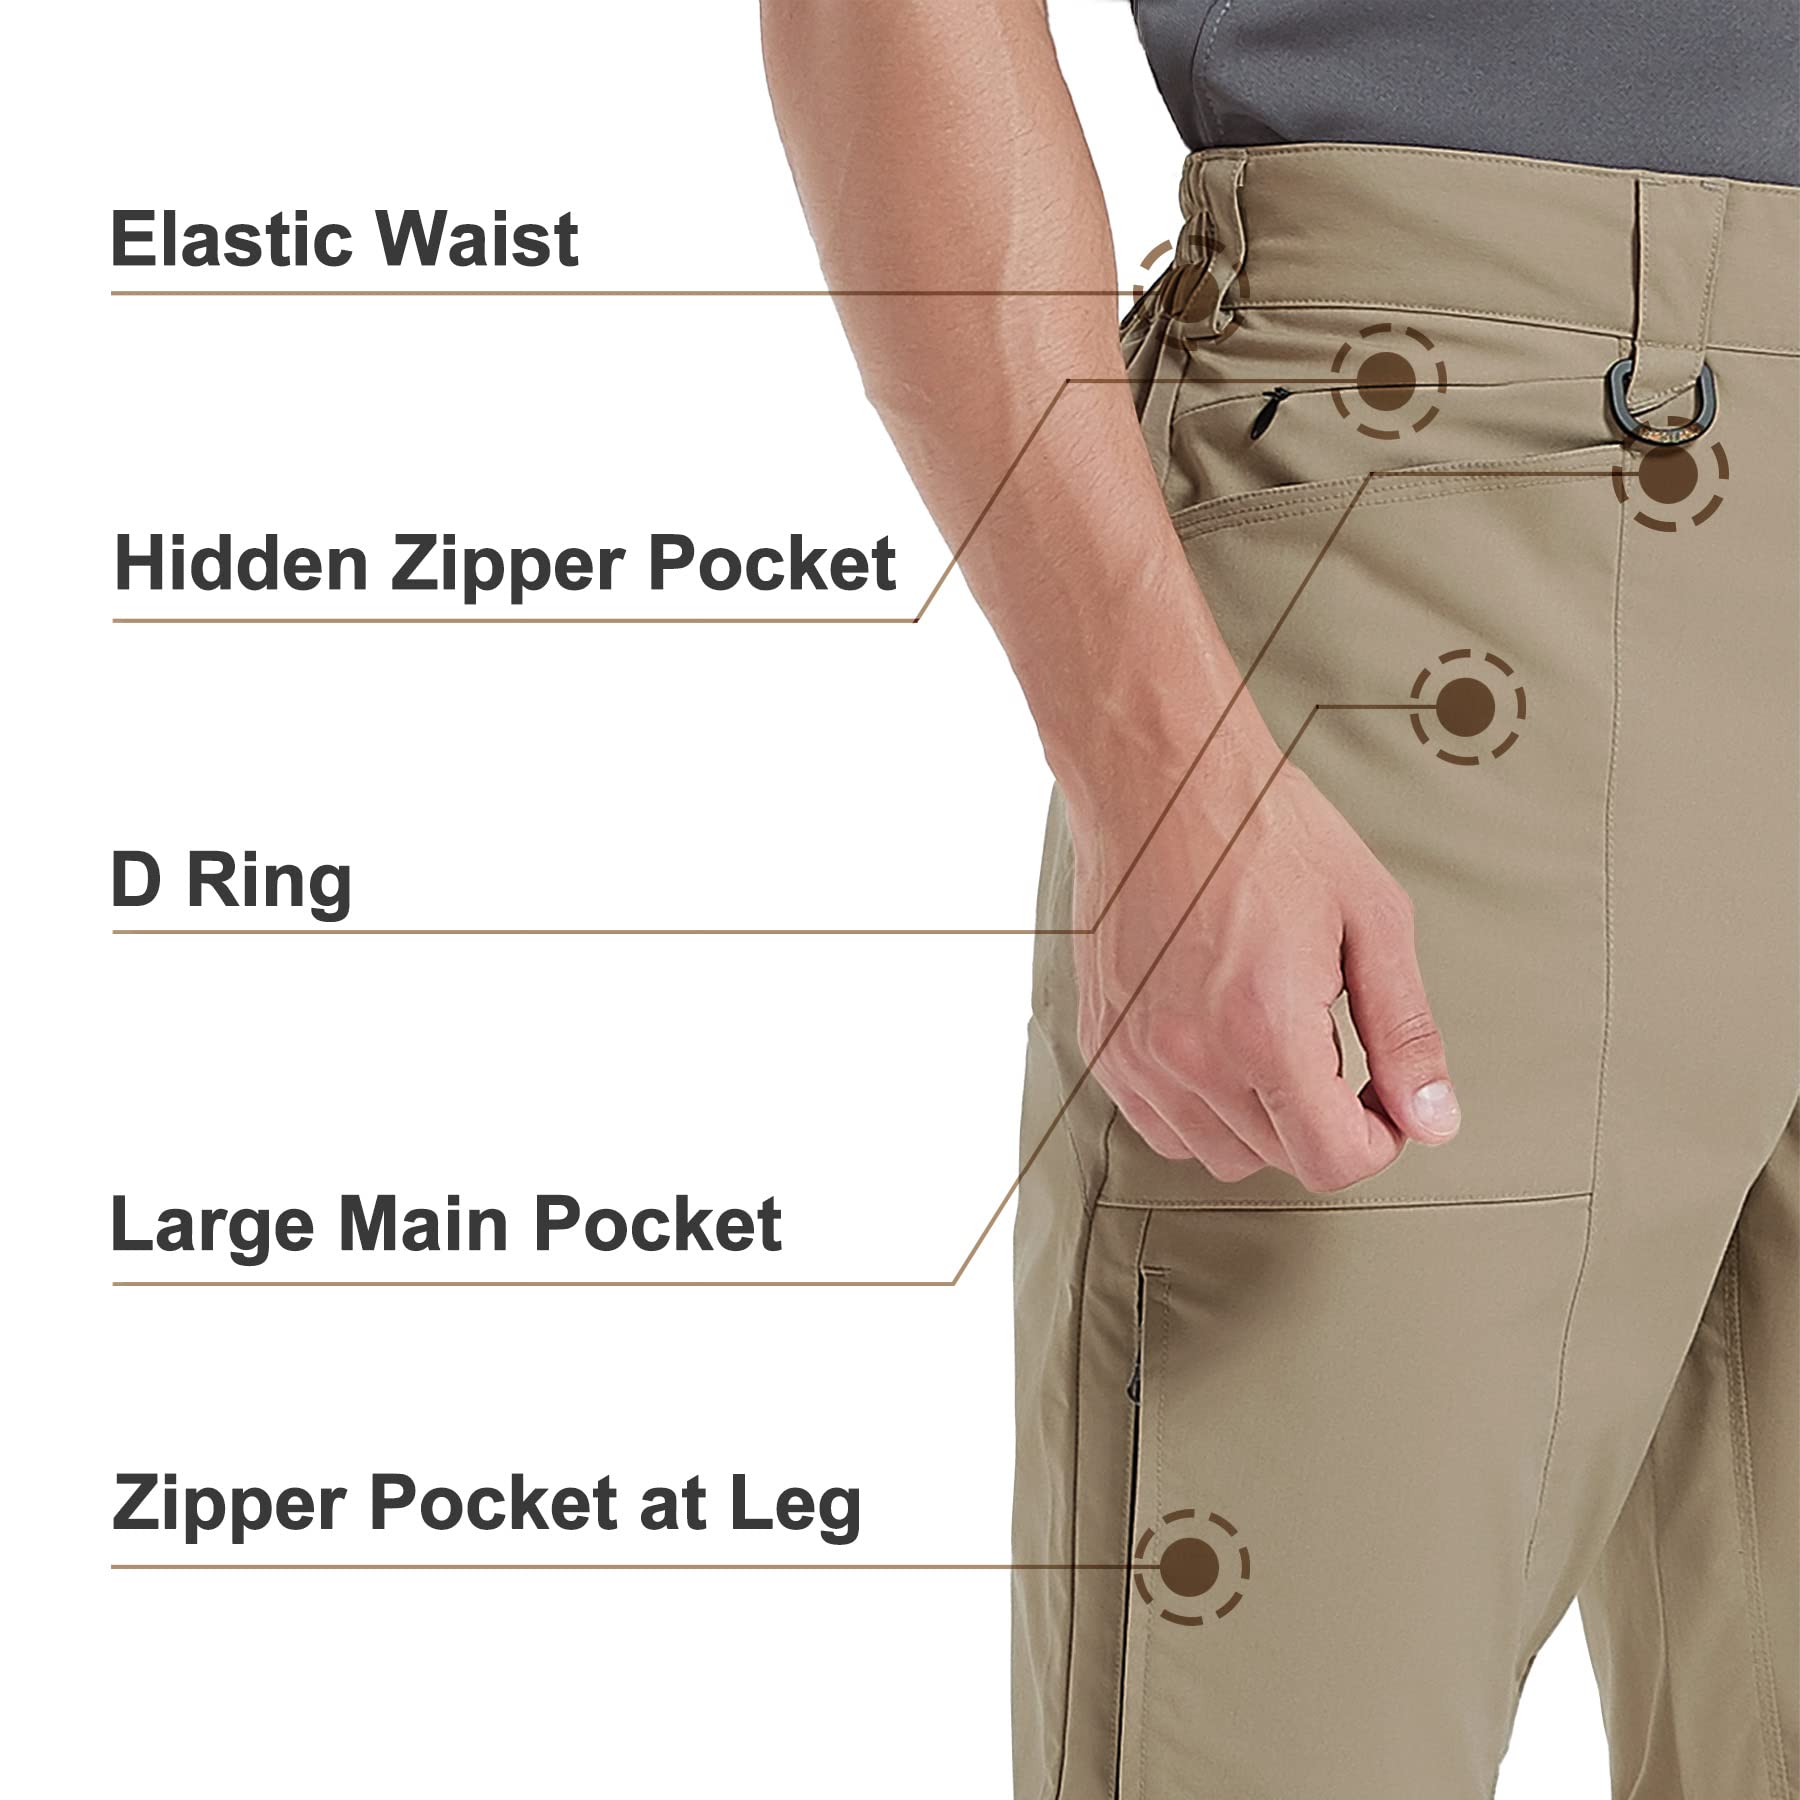 Elastic Waist
Hidden Zipper Pocket
D Ring
Large Main Pocket
Zipper Pocket at Leg